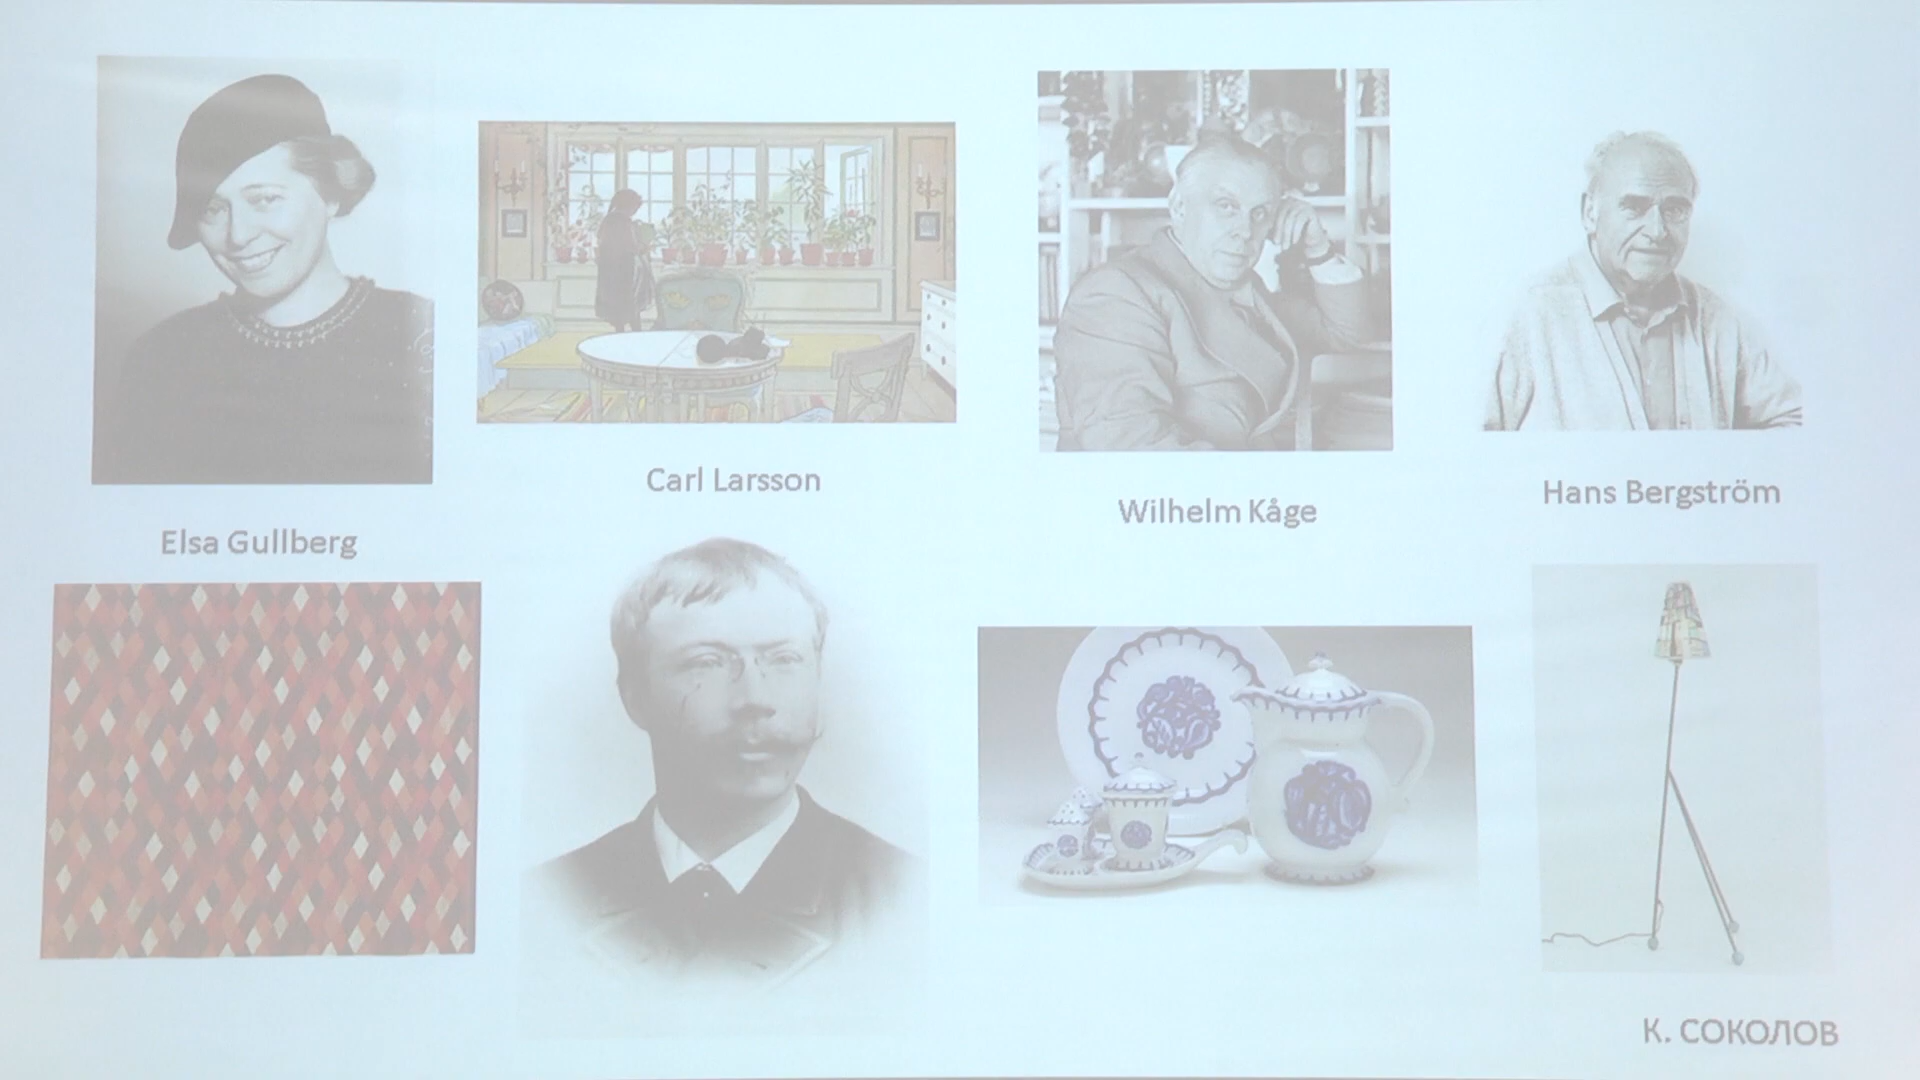 Elsa Gullberg
Carl Larsson
Wilhelm Kåge
Hans Bergström
К. СОКОЛОВ